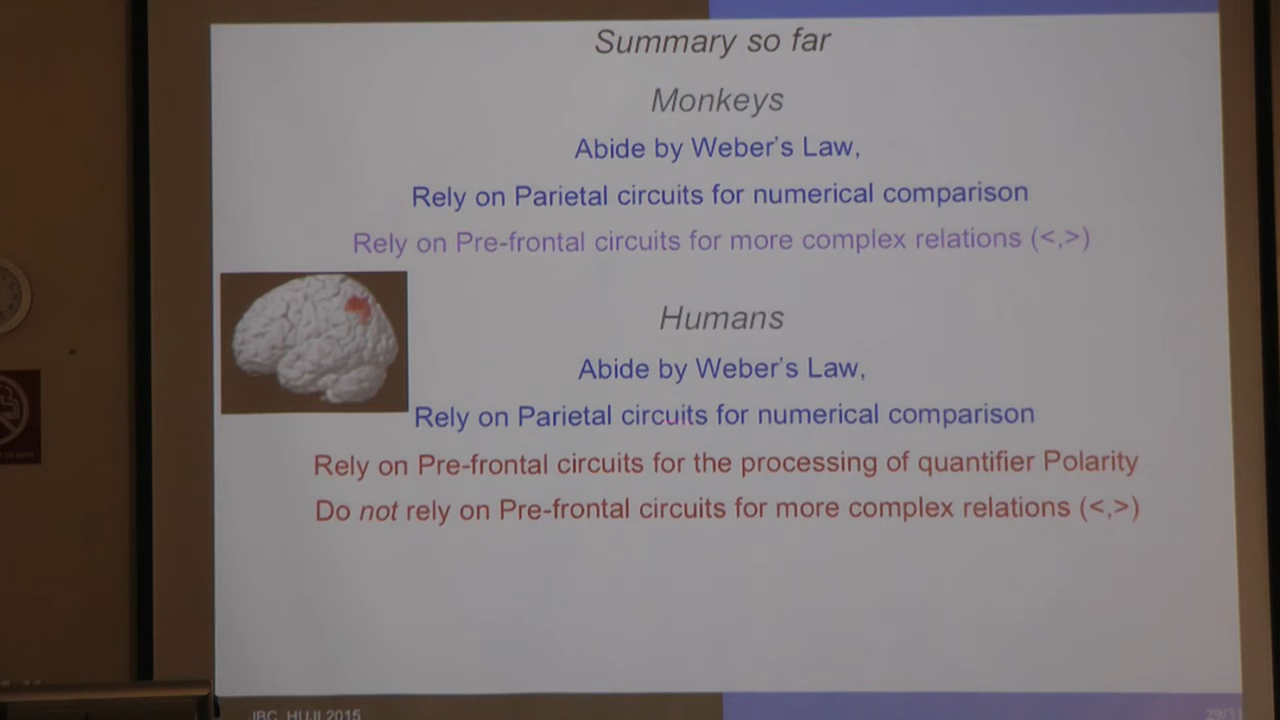 Summary so far
Monkeys
Abide by Weber's Law,
Rely on Parietal circuits for numerical comparison
Rely on Pre-frontal circuits for more complex relations (<,>)
Humans
Abide by Weber's Law,
Rely on Parietal circuits for numerical comparison
Rely on Pre-frontal circuits for the processing of quantifier Polarity
Do not rely on Pre-frontal circuits for more complex relations (<,>)
HUJI 2015